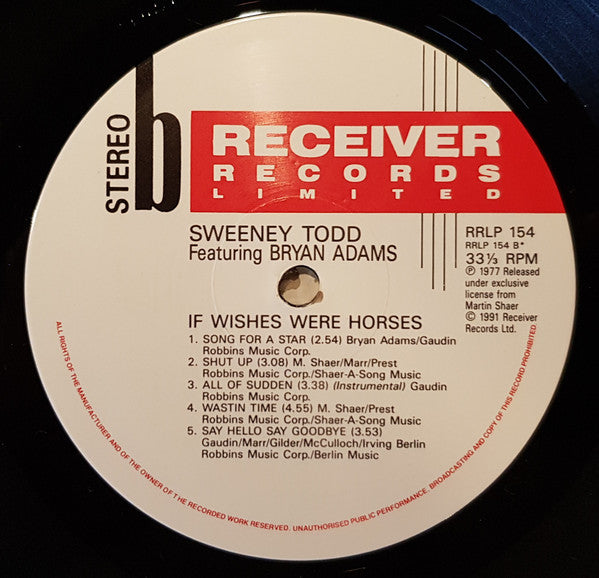 STEREO
b
RECEIVER
RECORDS
LIMITED
SWEENEY TODD
Featuring BRYAN ADAMS
RRLP 154
RRLP 154 B*
33⅓ RPM
℗ 1977 Released
under exclusive
license from
Martin Shaer
© 1991 Receiver
Records Ltd.
IF WISHES WERE HORSES
1. SONG FOR A STAR (2.54) Bryan Adams/Gaudin
Robbins Music Corp.
2. SHUT UP (3.08) M. Shaer/Marr/Prest
Robbins Music Corp./Shaer-A-Song Music
3. ALL OF SUDDEN (3.38) (Instrumental) Gaudin
Robbins Music Corp.
4. WASTIN TIME (4.55) M. Shaer/Prest
Robbins Music Corp./Shaer-A-Song Music
5. SAY HELLO SAY GOODBYE (3.53)
Gaudin/Marr/Gilder/McCulloch/Irving Berlin
Robbins Music Corp./Berlin Music
ALL RIGHTS OF THE MANUFACTURER AND OF THE OWNER OF THE RECORDED WORK RESERVED. UNAUTHORISED PUBLIC PERFORMANCE, BROADCASTING AND COPY OF THIS RECORD PROHIBITED